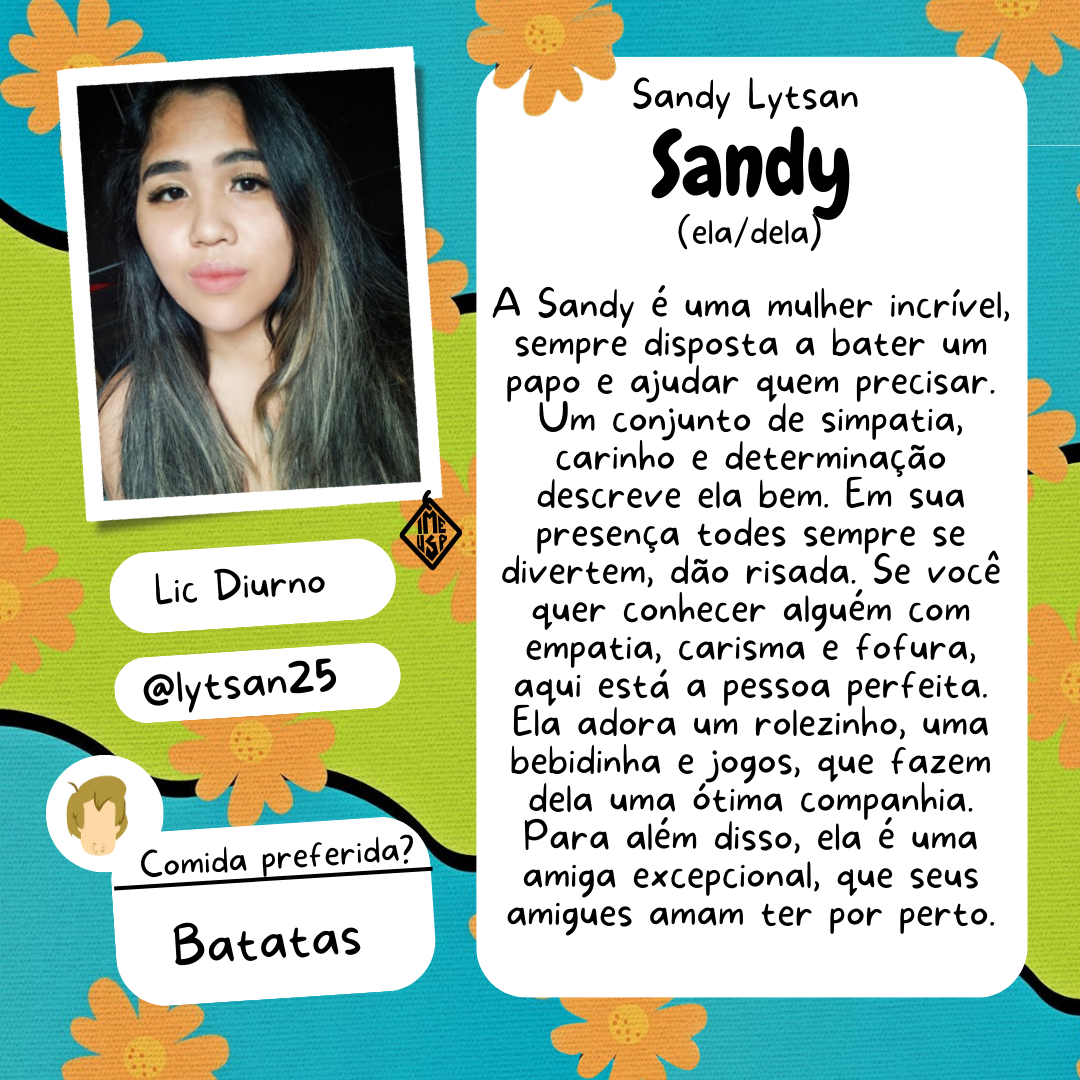 Sandy Lytsan
Sandy
(ela/dela)
A Sandy é uma mulher incrível,
sempre disposta a bater um
papo e ajudar quem precisar.
Um conjunto de simpatia,
carinho e determinação
descreve ela bem. Em sua
presença todes sempre se
divertem, dão risada. Se você
quer conhecer alguém com
empatia, carisma e fofura,
aqui está a pessoa perfeita.
Ela adora um rolezinho, uma
bebidinha e jogos, que fazem
dela uma ótima companhia.
Para além disso, ela é uma
amiga excepcional, que seus
amigues amam ter por perto.
IME
USP
Lic Diurno
@lytsan25
Comida preferida?
Batatas